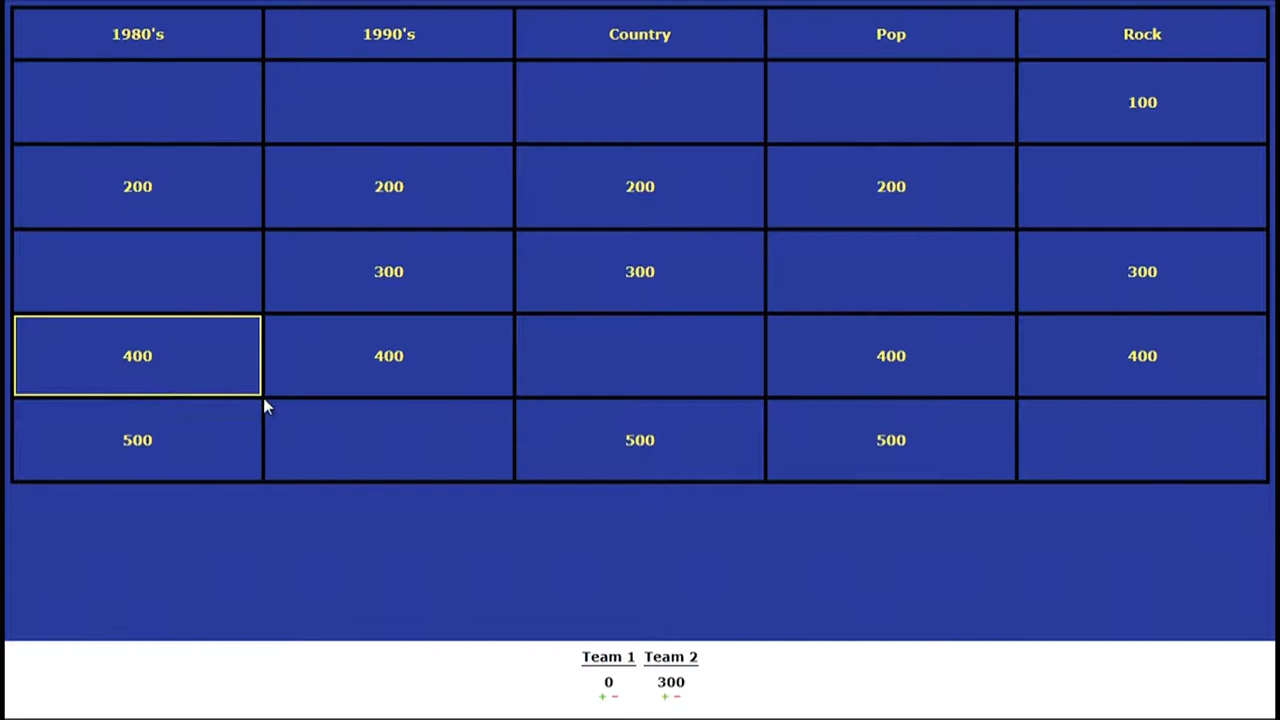 1980's 1990's Country Pop Rock
100
200 200 200 200
300 300 300
400 400 400 400
500 500 500
Team 1 Team 2
0 300
+ − + −